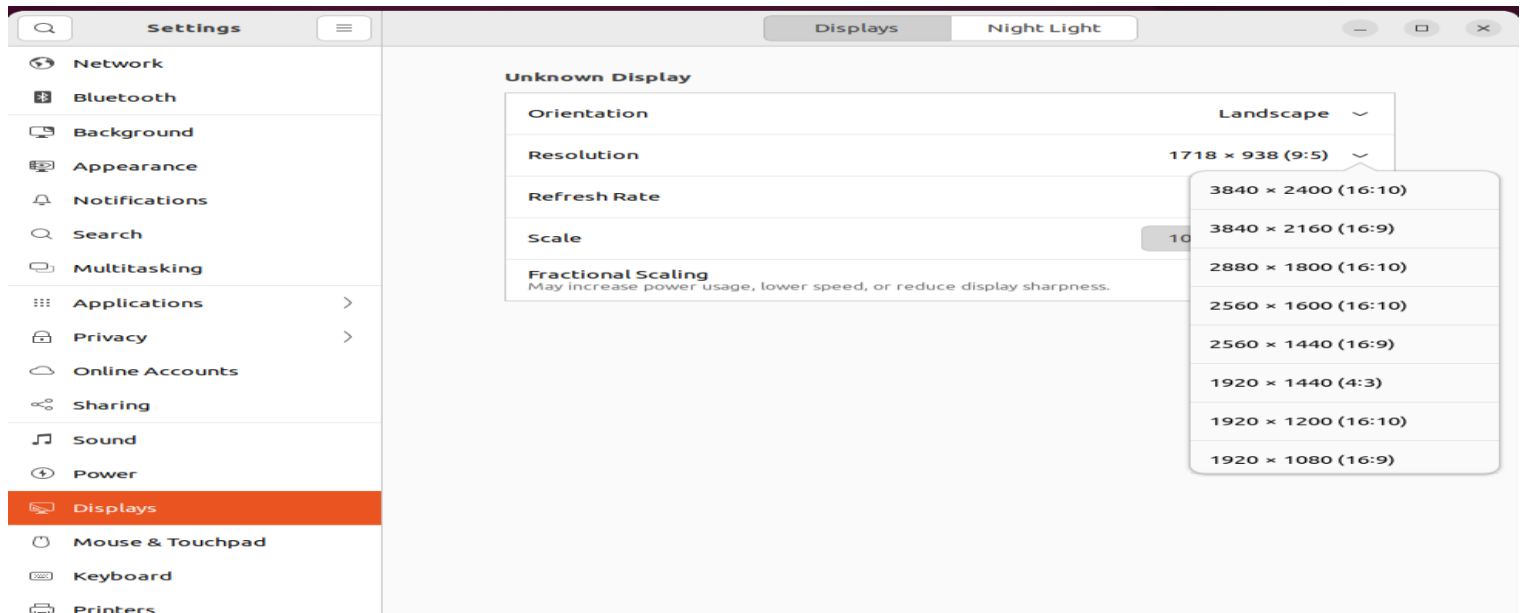 Settings
Displays
Night Light
Network
Bluetooth
Background
Appearance
Notifications
Search
Multitasking
Applications
Privacy
Online Accounts
Sharing
Sound
Power
Displays
Mouse & Touchpad
Keyboard
Printers
Unknown Display
Orientation Landscape
Resolution 1718 × 938 (9:5)
Refresh Rate
Scale 10
Fractional Scaling
May increase power usage, lower speed, or reduce display sharpness.
3840 × 2400 (16:10)
3840 × 2160 (16:9)
2880 × 1800 (16:10)
2560 × 1600 (16:10)
2560 × 1440 (16:9)
1920 × 1440 (4:3)
1920 × 1200 (16:10)
1920 × 1080 (16:9)